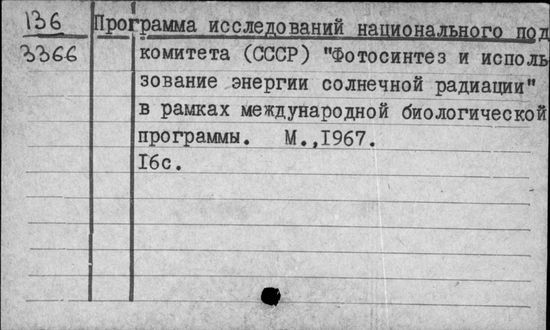 136 Программа исследований национального под
3366 комитета (СССР) "Фотосинтез и исполь
зование энергии солнечной радиации"
в рамках международной биологической
программы. М.,1967.
16с.